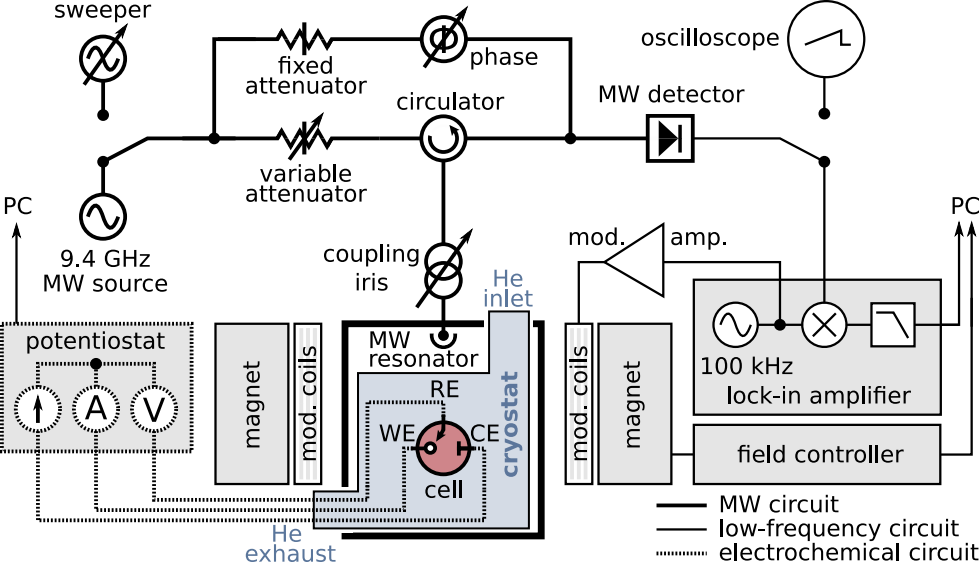 sweeper
oscilloscope
fixed
attenuator
Φ
phase
MW detector
circulator
variable
attenuator
PC
9.4 GHz
MW source
coupling
iris
mod. amp.
PC
He
inlet
potentiostat
A
V
magnet
mod. coils
MW
resonator
RE
WE
CE
cell
cryostat
He
exhaust
mod. coils
magnet
100 kHz
lock-in amplifier
field controller
MW circuit
low-frequency circuit
electrochemical circuit